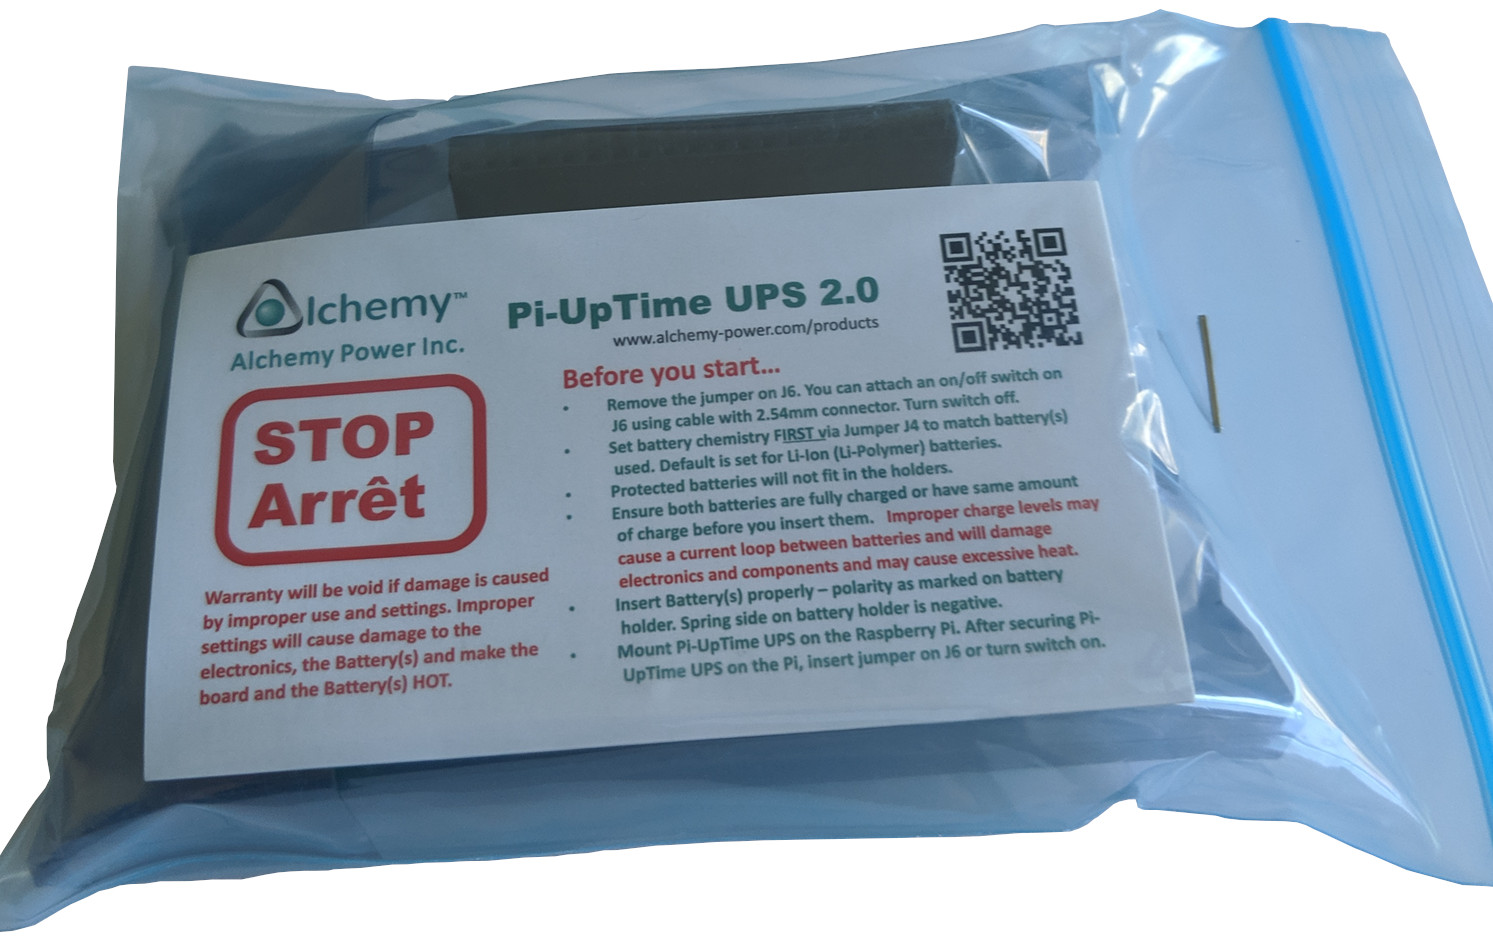 lchemy™
Alchemy Power Inc.
Pi-UpTime UPS 2.0
www.alchemy-power.com/products
STOP
Arrêt
Warranty will be void if damage is caused
by improper use and settings. Improper
settings will cause damage to the
electronics, the Battery(s) and make the
board and the Battery(s) HOT.
Before you start...
• Remove the jumper on J6. You can attach an on/off switch on
J6 using cable with 2.54mm connector. Turn switch off.
• Set battery chemistry FIRST via Jumper J4 to match battery(s)
used. Default is set for Li-Ion (Li-Polymer) batteries.
• Protected batteries will not fit in the holders.
• Ensure both batteries are fully charged or have same amount
of charge before you insert them. Improper charge levels may
cause a current loop between batteries and will damage
electronics and components and may cause excessive heat.
• Insert Battery(s) properly – polarity as marked on battery
holder. Spring side on battery holder is negative.
• Mount Pi-UpTime UPS on the Raspberry Pi. After securing Pi-
UpTime UPS on the Pi, insert jumper on J6 or turn switch on.